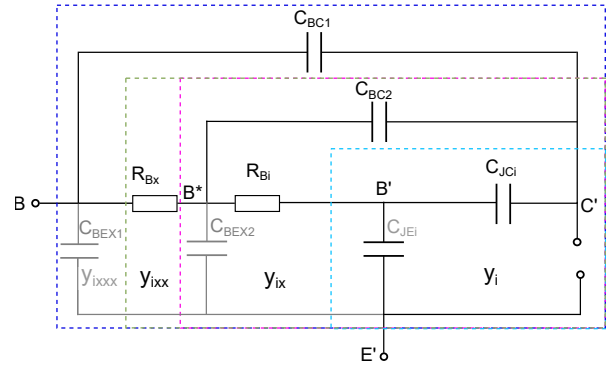 C_BC1
C_BC2
R_Bx
B*
R_Bi
B'
C_JCi
B
C'
C_BEX1
C_BEX2
C_JEi
y_ixxx
y_ixx
y_ix
y_i
E'